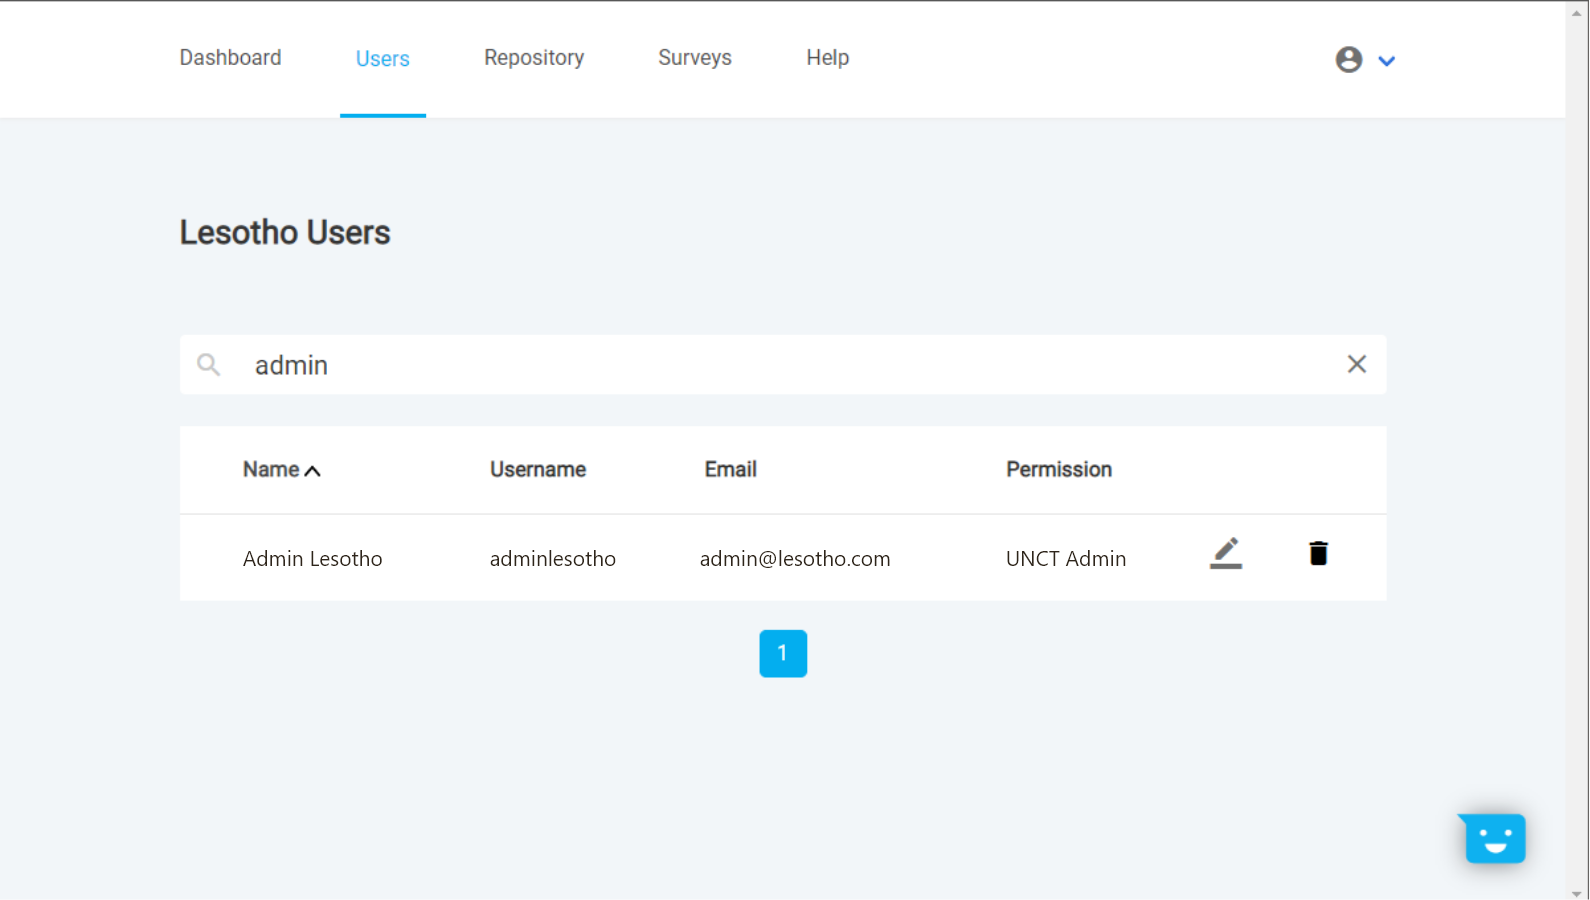 Dashboard Users Repository Surveys Help
Lesotho Users
admin
Name Username Email Permission
Admin Lesotho adminlesotho admin@lesotho.com UNCT Admin
1